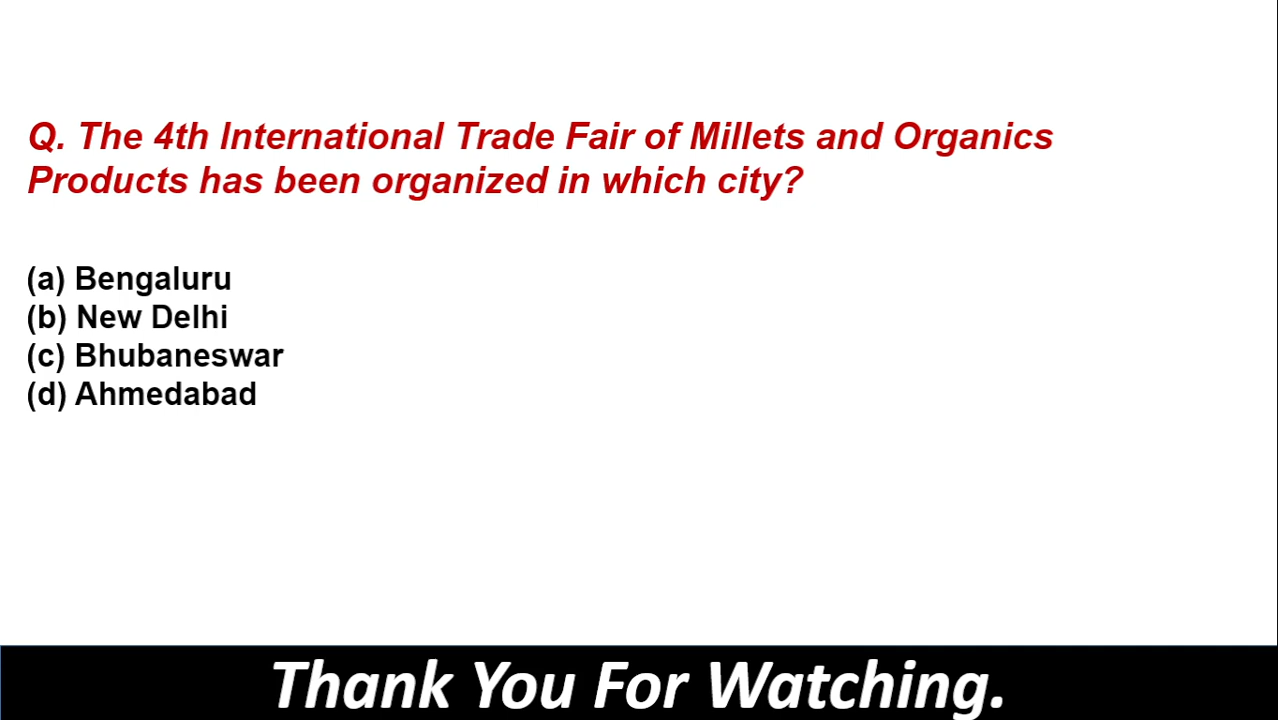 Q. The 4th International Trade Fair of Millets and Organics
Products has been organized in which city?
(a) Bengaluru
(b) New Delhi
(c) Bhubaneswar
(d) Ahmedabad
Thank You For Watching.